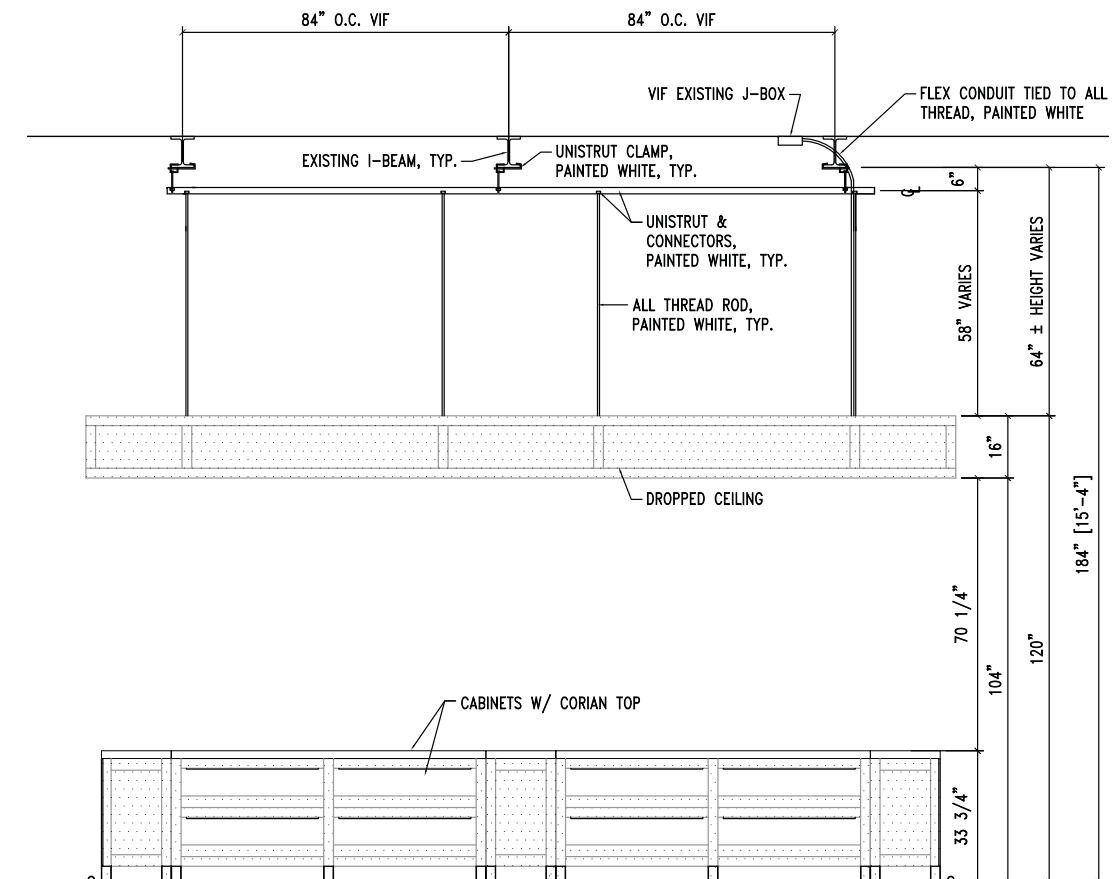 84" O.C. VIF
84" O.C. VIF
VIF EXISTING J-BOX
FLEX CONDUIT TIED TO ALL
THREAD, PAINTED WHITE
EXISTING I-BEAM, TYP.
UNISTRUT CLAMP,
PAINTED WHITE, TYP.
6"
CL
UNISTRUT &
CONNECTORS,
PAINTED WHITE, TYP.
ALL THREAD ROD,
PAINTED WHITE, TYP.
58" VARIES
64" ± HEIGHT VARIES
16"
DROPPED CEILING
184" [15'-4"]
70 1/4"
104"
120"
CABINETS W/ CORIAN TOP
33 3/4"